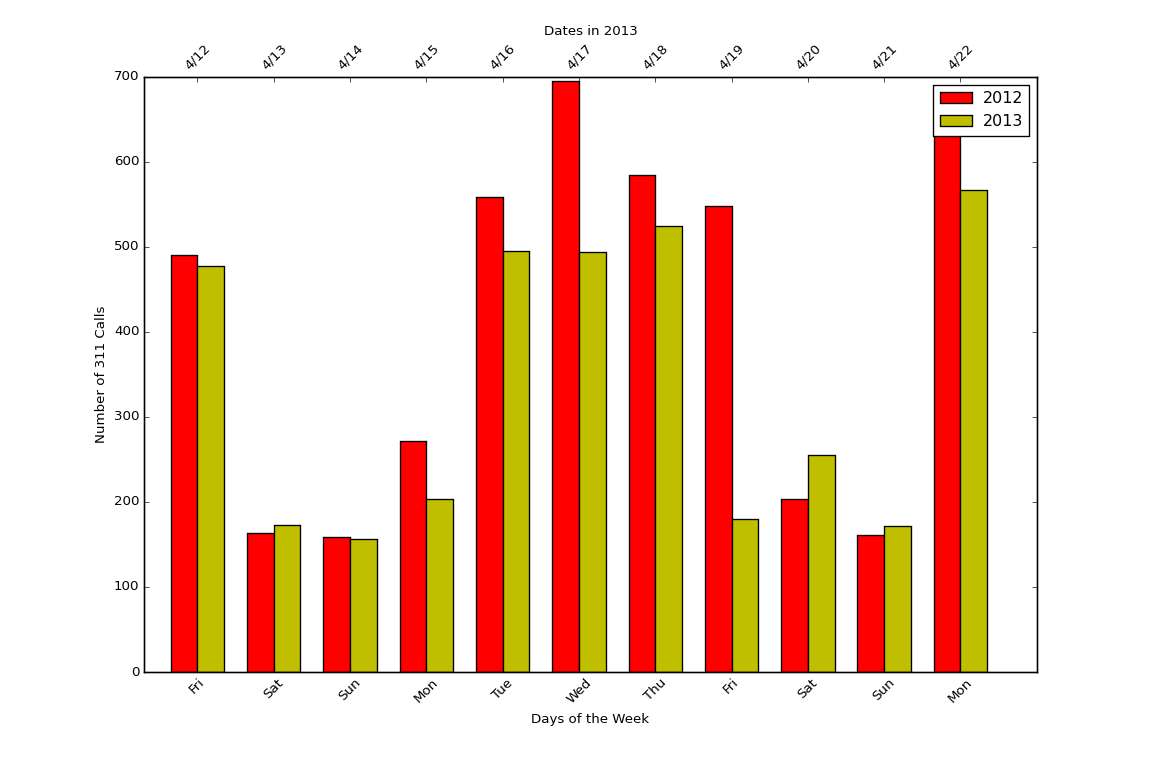 Dates in 2013
4/12 4/13 4/14 4/15 4/16 4/17 4/18 4/19 4/20 4/21 4/22
2012
2013
700
600
500
400
300
200
100
0
Number of 311 Calls
Fri Sat Sun Mon Tue Wed Thu Fri Sat Sun Mon
Days of the Week